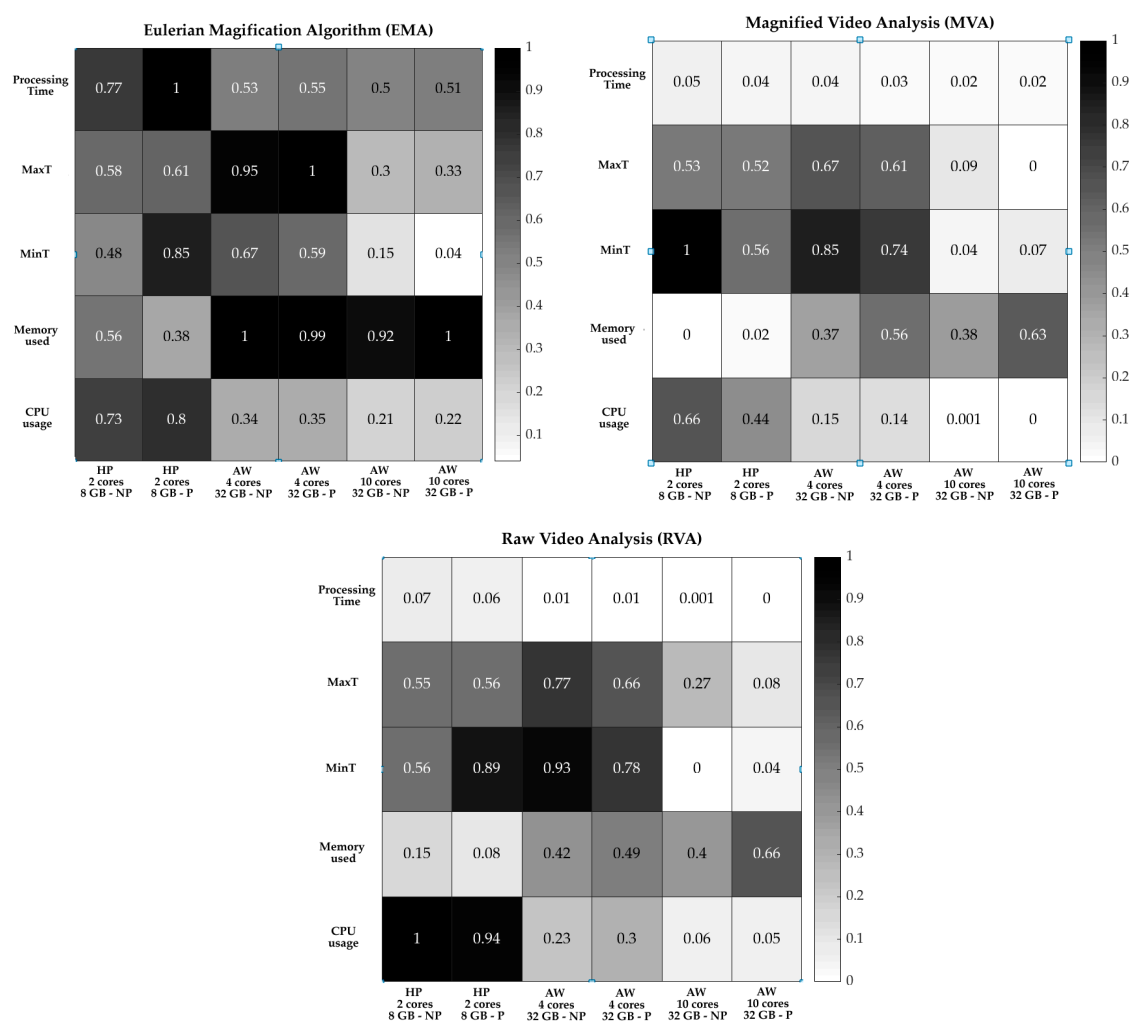 Eulerian Magification Algorithm (EMA)
Processing
Time
0.77 1 0.53 0.55 0.5 0.51
MaxT
0.58 0.61 0.95 1 0.3 0.33
MinT
0.48 0.85 0.67 0.59 0.15 0.04
Memory
used
0.56 0.38 1 0.99 0.92 1
CPU
usage
0.73 0.8 0.34 0.35 0.21 0.22
HP HP AW AW AW AW
2 cores 2 cores 4 cores 4 cores 10 cores 10 cores
8 GB - NP 8 GB - P 32 GB - NP 32 GB - P 32 GB - NP 32 GB - P
1
0.9
0.8
0.7
0.6
0.5
0.4
0.3
0.2
0.1
Magnified Video Analysis (MVA)
Processing
Time
0.05 0.04 0.04 0.03 0.02 0.02
MaxT
0.53 0.52 0.67 0.61 0.09 0
MinT
1 0.56 0.85 0.74 0.04 0.07
Memory
used
0 0.02 0.37 0.56 0.38 0.63
CPU
usage
0.66 0.44 0.15 0.14 0.001 0
HP HP AW AW AW AW
2 cores 2 cores 4 cores 4 cores 10 cores 10 cores
8 GB - NP 8 GB - P 32 GB - NP 32 GB - P 32 GB - NP 32 GB - P
1
0.9
0.8
0.7
0.6
0.5
0.4
0.3
0.2
0.1
0
Raw Video Analysis (RVA)
Processing
Time
0.07 0.06 0.01 0.01 0.001 0
MaxT
0.55 0.56 0.77 0.66 0.27 0.08
MinT
0.56 0.89 0.93 0.78 0 0.04
Memory
used
0.15 0.08 0.42 0.49 0.4 0.66
CPU
usage
1 0.94 0.23 0.3 0.06 0.05
HP HP AW AW AW AW
2 cores 2 cores 4 cores 4 cores 10 cores 10 cores
8 GB - NP 8 GB - P 32 GB - NP 32 GB - P 32 GB - NP 32 GB - P
1
0.9
0.8
0.7
0.6
0.5
0.4
0.3
0.2
0.1
0